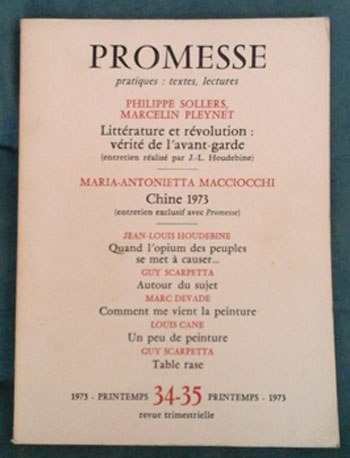 PROMESSE
pratiques : textes, lectures
PHILIPPE SOLLERS,
MARCELIN PLEYNET
Littérature et révolution :
vérité de l'avant-garde
(entretien réalisé par J.-L. Houdebine)
MARIA-ANTONIETTA MACCIOCCHI
Chine 1973
(entretien exclusif avec Promesse)
JEAN-LOUIS HOUDEBINE
Quand l'opium des peuples
se met à causer...
GUY SCARPETTA
Autour du sujet
MARC DEVADE
Comment me vient la peinture
LOUIS CANE
Un peu de peinture
GUY SCARPETTA
Table rase
1973 - PRINTEMPS 34-35 PRINTEMPS - 1973
revue trimestrielle